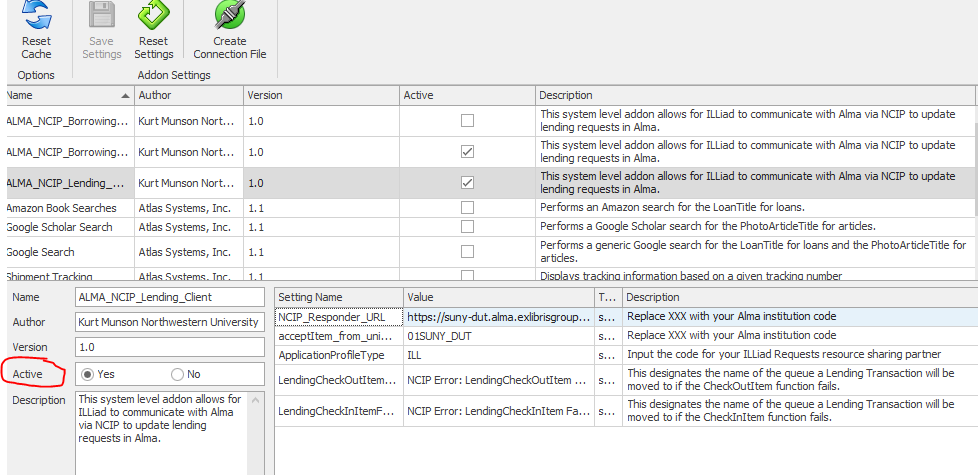 Reset Cache
Save Settings
Reset Settings
Create Connection File
Options
Addon Settings
Name Author Version Active Description
ALMA_NCIP_Borrowing... Kurt Munson Nort... 1.0 This system level addon allows for ILLiad to communicate with Alma via NCIP to update
lending requests in Alma.
ALMA_NCIP_Borrowing... Kurt Munson Nort... 1.0 This system level addon allows for ILLiad to communicate with Alma via NCIP to update
lending requests in Alma.
ALMA_NCIP_Lending_... Kurt Munson Nort... 1.0 This system level addon allows for ILLiad to communicate with Alma via NCIP to update
lending requests in Alma.
Amazon Book Searches Atlas Systems, Inc. 1.1 Performs an Amazon search for the LoanTitle for loans.
Google Scholar Search Atlas Systems, Inc. 1.1 Performs a Google Scholar search for the PhotoArticleTitle for articles.
Google Search Atlas Systems, Inc. 1.1 Performs a generic Google search for the LoanTitle for loans and the PhotoArticleTitle for
articles.
Shipment Tracking Atlas Systems, Inc. 1.1 Displays tracking information based on a given tracking number
Name ALMA_NCIP_Lending_Client
Author Kurt Munson Northwestern University
Version 1.0
Active Yes No
Description This system level addon allows for
ILLiad to communicate with Alma
via NCIP to update lending
requests in Alma.
Setting Name Value T... Description
NCIP_Responder_URL https://suny-dut.alma.exlibrisgroup.... s... Replace XXX with your Alma institution code
acceptItem_from_uni... 01SUNY_DUT s... Replace XXX with your Alma institution code
ApplicationProfileType ILL s... Input the code for your ILLiad Requests resource sharing partner
LendingCheckOutItem... NCIP Error: LendingCheckOutItem ... s... This designates the name of the queue a Lending Transaction will be
moved to if the CheckOutItem function fails.
LendingCheckInItemF... NCIP Error: LendingCheckInItem Fa... s... This designates the name of the queue a Lending Transaction will be
moved to if the CheckInItem function fails.